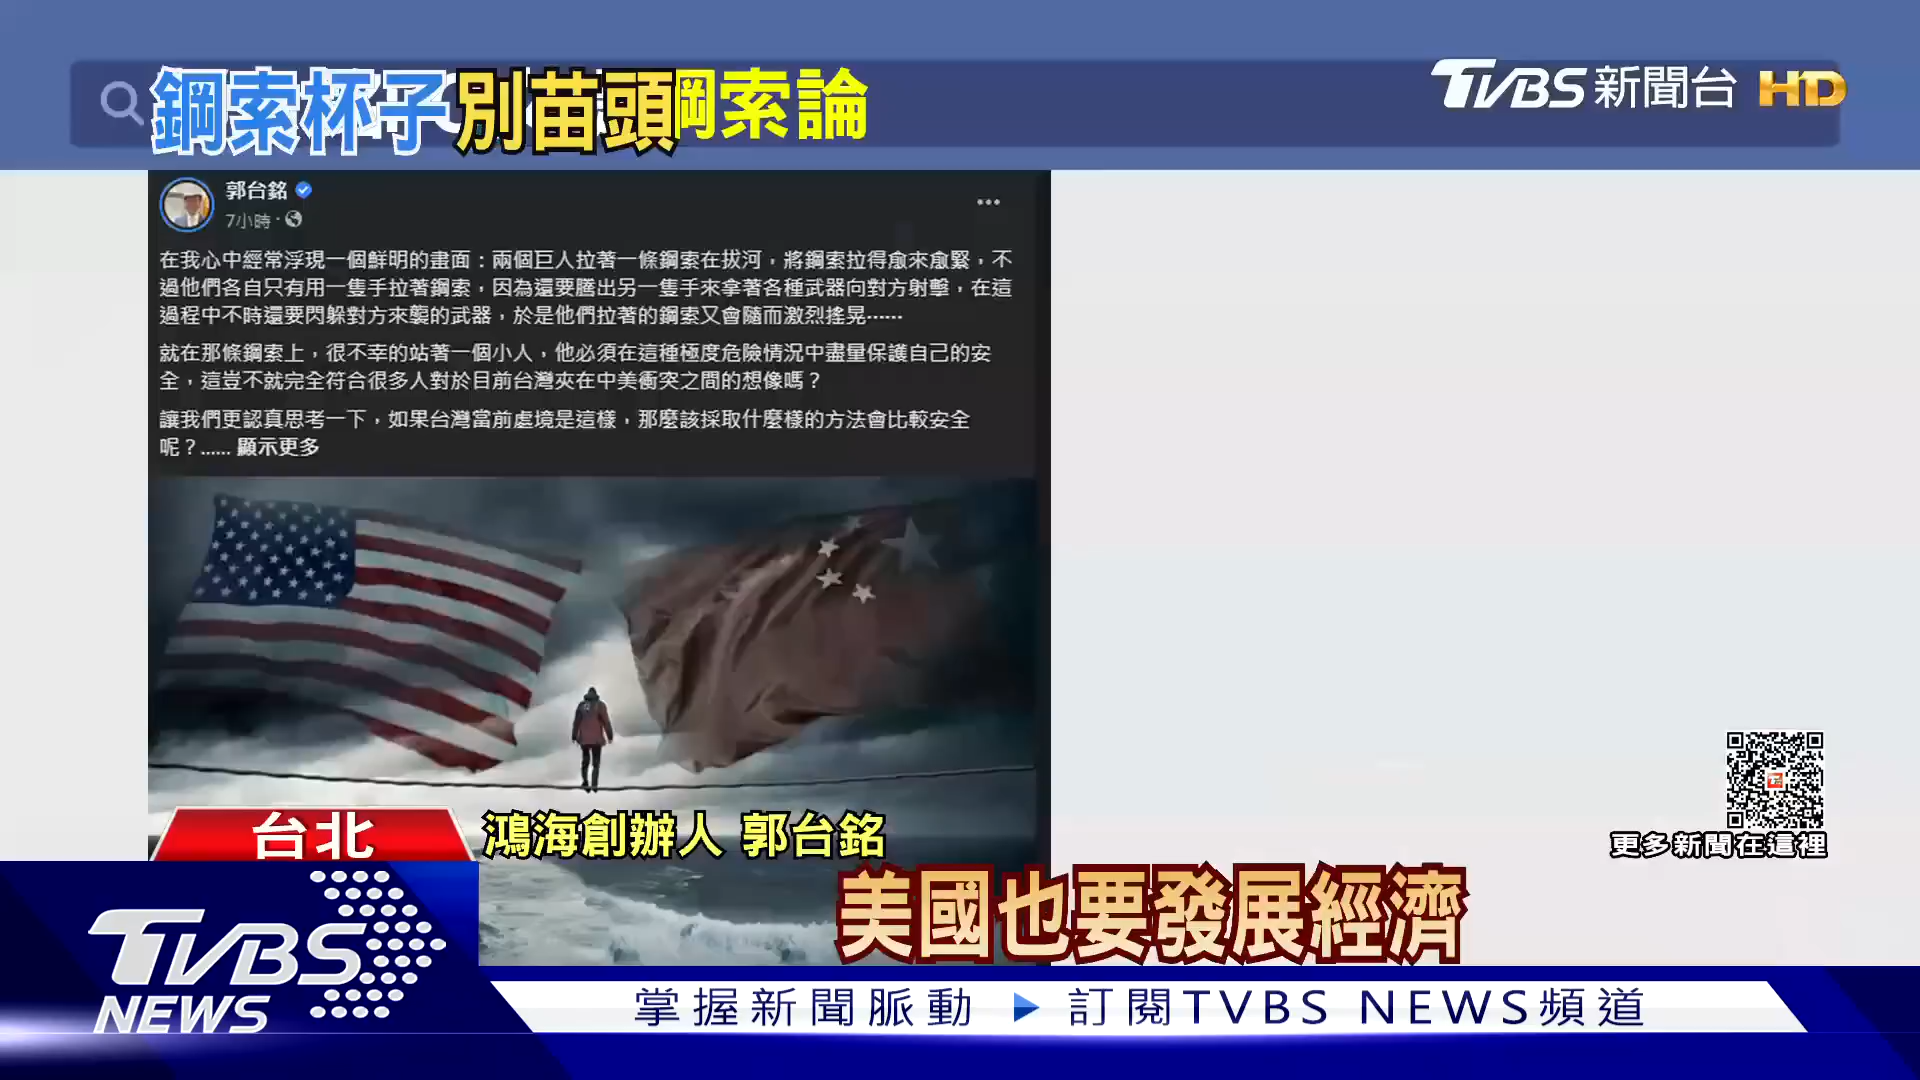 鋼索杯子別苗頭
鋼索論
TVBS新聞台 HD
郭台銘
7小時
在我心中經常浮現一個鮮明的畫面：兩個巨人拉著一條鋼索在拔河，將鋼索拉得愈來愈緊，不
過他們各自只有用一隻手拉著鋼索，因為還要騰出另一隻手來拿著各種武器向對方射擊，在這
過程中不時還要閃躲對方來襲的武器，於是他們拉著的鋼索又會隨而激烈搖晃……
就在那條鋼索上，很不幸的站著一個小人，他必須在這種極度危險情況中盡量保護自己的安
全，這豈不就完全符合很多人對於目前台灣夾在中美衝突之間的想像嗎？
讓我們更認真思考一下，如果台灣當前處境是這樣，那麼該採取什麼樣的方法會比較安全
呢？...... 顯示更多
台北
鴻海創辦人 郭台銘
更多新聞在這裡
美國也要發展經濟
TVBS
NEWS
掌握新聞脈動 ▶ 訂閱TVBS NEWS頻道